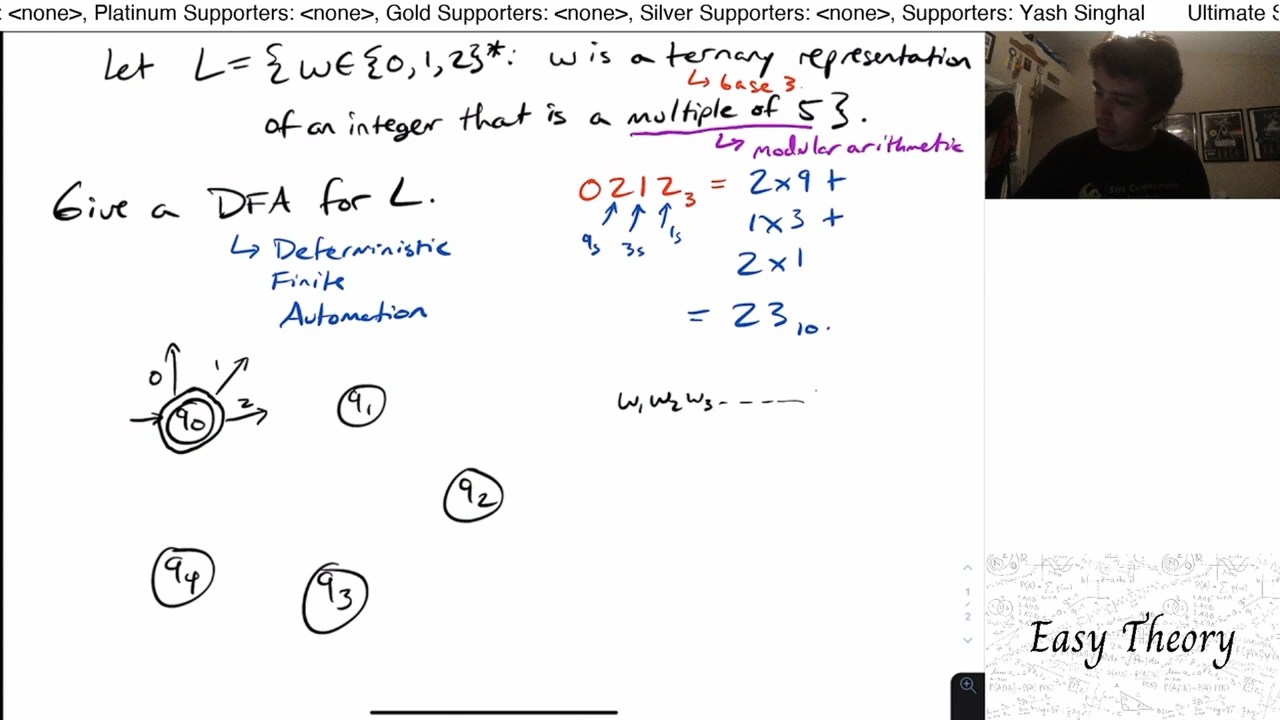 : <none>, Platinum Supporters: <none>, Gold Supporters: <none>, Silver Supporters: <none>, Supporters: Yash Singhal Ultimate S
Let L = { w ∈ {0, 1, 2}*: w is a ternary representation
↳ base 3.
of an integer that is a multiple of 5 }.
↳ modular arithmetic
Give a DFA for L.
↳ Deterministic
Finite
Automation
0212₃ = 2×9 +
9s 3s 1s
1×3 +
2×1
= 23₁₀.
0 1 2
q0
q1
q2
q3
q4
w₁w₂w₃-----
1
/
2
Easy Theory